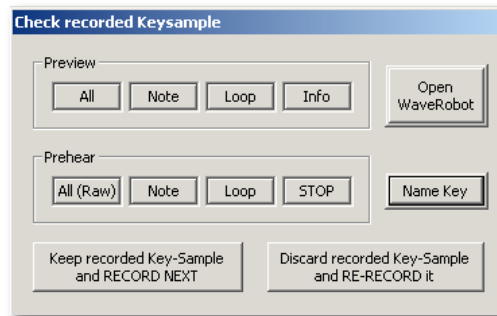 Check recorded Keysample
Preview
All Note Loop Info
Open
WaveRobot
Prehear
All (Raw) Note Loop STOP
Name Key
Keep recorded Key-Sample
and RECORD NEXT
Discard recorded Key-Sample
and RE-RECORD it